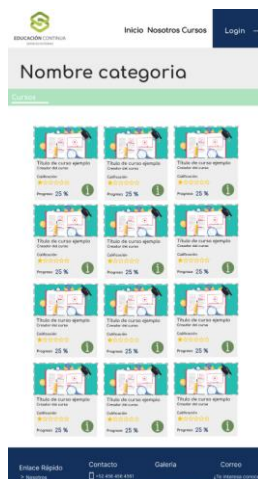 EDUCACIÓN CONTINUA
Inicio Nosotros Cursos
Login
Nombre categoria
Cursos
Título de curso ejemplo Título de curso ejemplo Título de curso ejemplo
Creador del curso Creador del curso Creador del curso
Calificación Calificación Calificación
Progreso 25 % Progreso 25 % Progreso 25 %
Título de curso ejemplo Título de curso ejemplo Título de curso ejemplo
Creador del curso Creador del curso Creador del curso
Calificación Calificación Calificación
Progreso 25 % Progreso 25 % Progreso 25 %
Título de curso ejemplo Título de curso ejemplo Título de curso ejemplo
Creador del curso Creador del curso Creador del curso
Calificación Calificación Calificación
Progreso 25 % Progreso 25 % Progreso 25 %
Título de curso ejemplo Título de curso ejemplo Título de curso ejemplo
Creador del curso Creador del curso Creador del curso
Calificación Calificación Calificación
Progreso 25 % Progreso 25 % Progreso 25 %
Enlace Rápido Contacto Galería Correo
> Nosotros